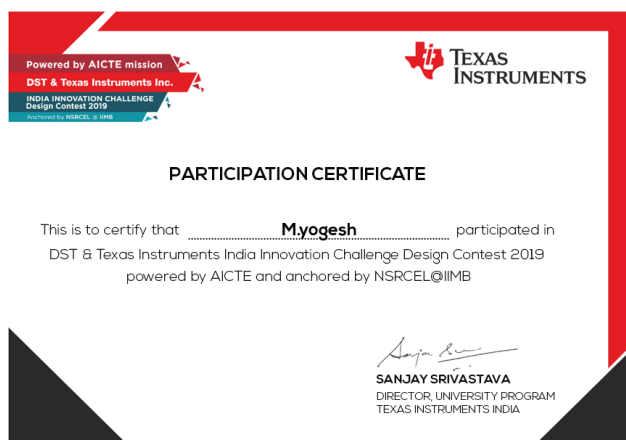 Powered by AICTE mission
DST & Texas Instruments Inc.
INDIA INNOVATION CHALLENGE
Design Contest 2019
Anchored by NSRCEL @ IIMB
TEXAS
INSTRUMENTS
PARTICIPATION CERTIFICATE
This is to certify that M.yogesh participated in
DST & Texas Instruments India Innovation Challenge Design Contest 2019
powered by AICTE and anchored by NSRCEL@IIMB
SANJAY SRIVASTAVA
DIRECTOR, UNIVERSITY PROGRAM
TEXAS INSTRUMENTS INDIA